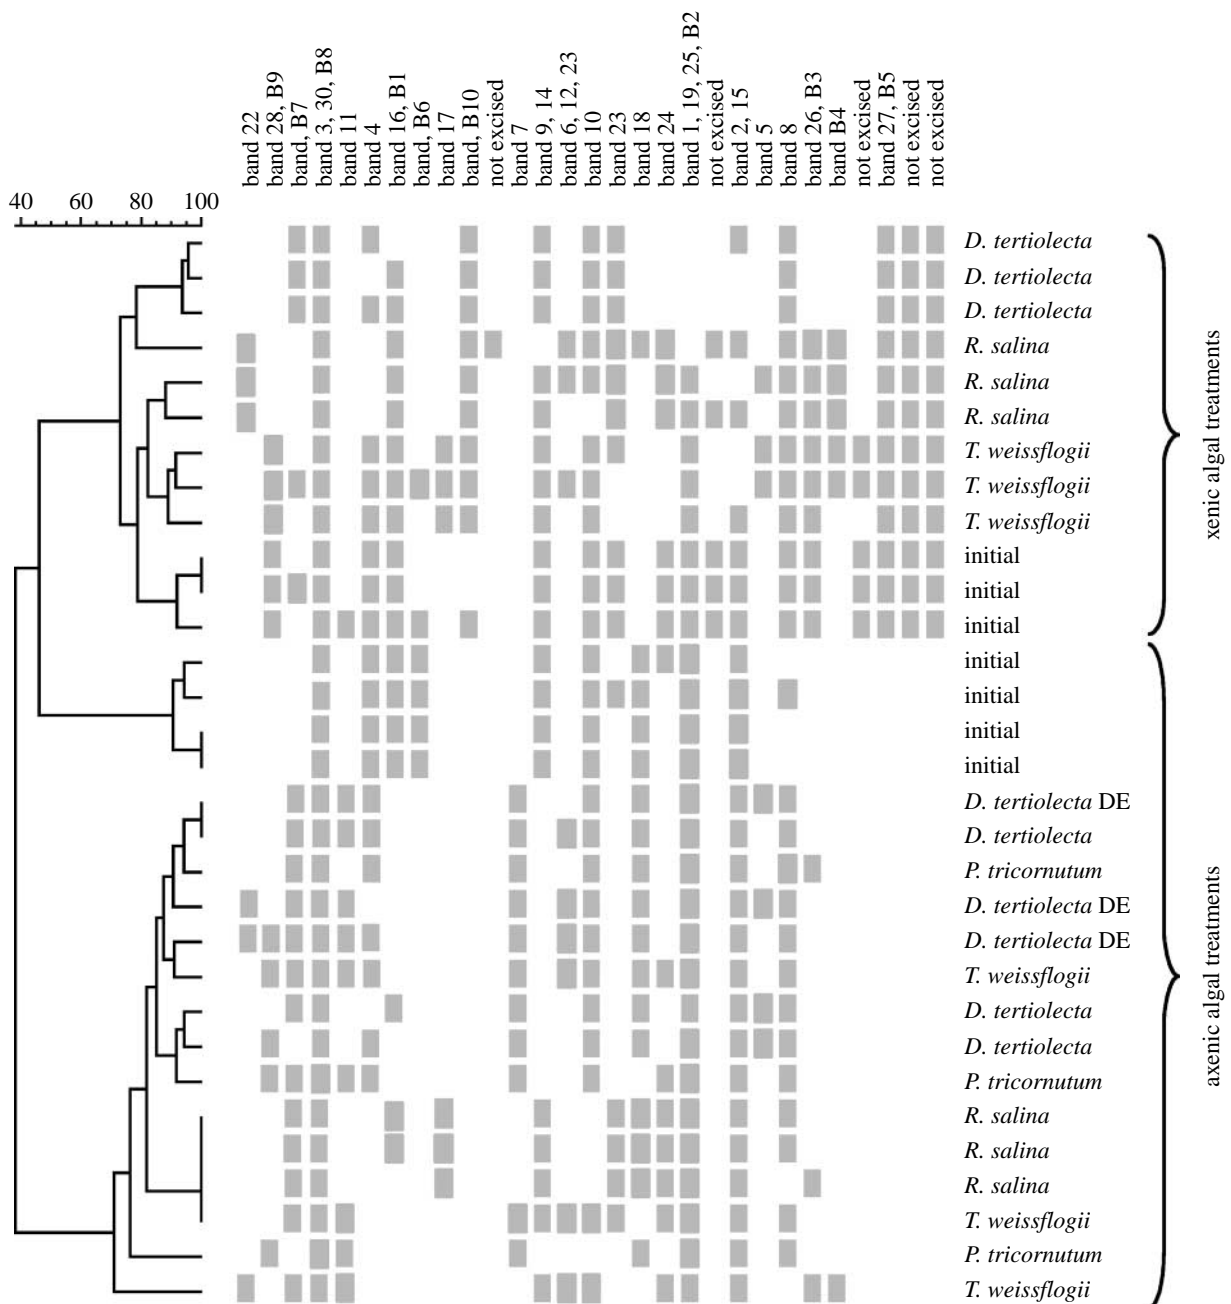 band 22
band 28, B9
band, B7
band 3, 30, B8
band 11
band 4
band 16, B1
band, B6
band 17
band, B10
not excised
band 7
band 9, 14
band 6, 12, 23
band 10
band 23
band 18
band 24
band 1, 19, 25, B2
not excised
band 2, 15
band 5
band 8
band 26, B3
band B4
not excised
band 27, B5
not excised
not excised
40 60 80 100
D. tertiolecta
D. tertiolecta
D. tertiolecta
R. salina
R. salina
R. salina
T. weissflogii
T. weissflogii
T. weissflogii
initial
initial
initial
xenic algal treatments
initial
initial
initial
initial
D. tertiolecta DE
D. tertiolecta
P. tricornutum
D. tertiolecta DE
D. tertiolecta DE
T. weissflogii
D. tertiolecta
D. tertiolecta
P. tricornutum
R. salina
R. salina
R. salina
T. weissflogii
P. tricornutum
T. weissflogii
axenic algal treatments